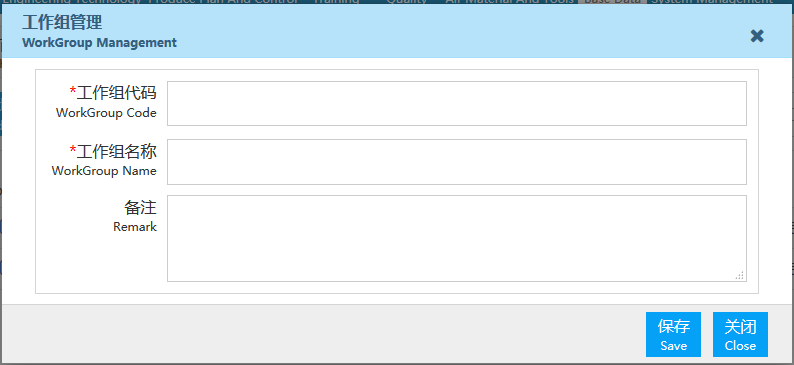 Engineering Technology Produce Plan And Control Training Quality Air Material And Tools Base Data System Management
工作组管理
WorkGroup Management
*工作组代码
WorkGroup Code
*工作组名称
WorkGroup Name
备注
Remark
保存 关闭
Save Close